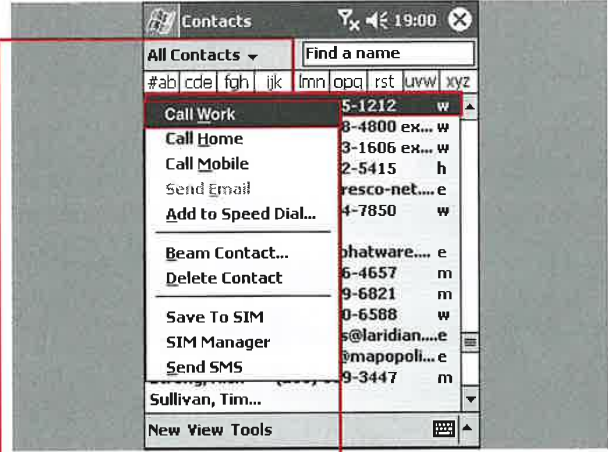 Contacts 19:00
All Contacts Find a name
#ab cde fgh ijk lmn opq rst uvw xyz
Call Work 5-1212 w
8-4800 ex... w
Call Home
3-1606 ex... w
Call Mobile 2-5415 h
Send Email resco-net.... e
Add to Speed Dial... 4-7850 w
Beam Contact... hatware.... e
Delete Contact 6-4657 m
9-6821 m
Save To SIM 0-6588 w
SIM Manager s@laridian....e
@mapopoli... e
Send SMS
9-3447 m
Sullivan, Tim...
New View Tools